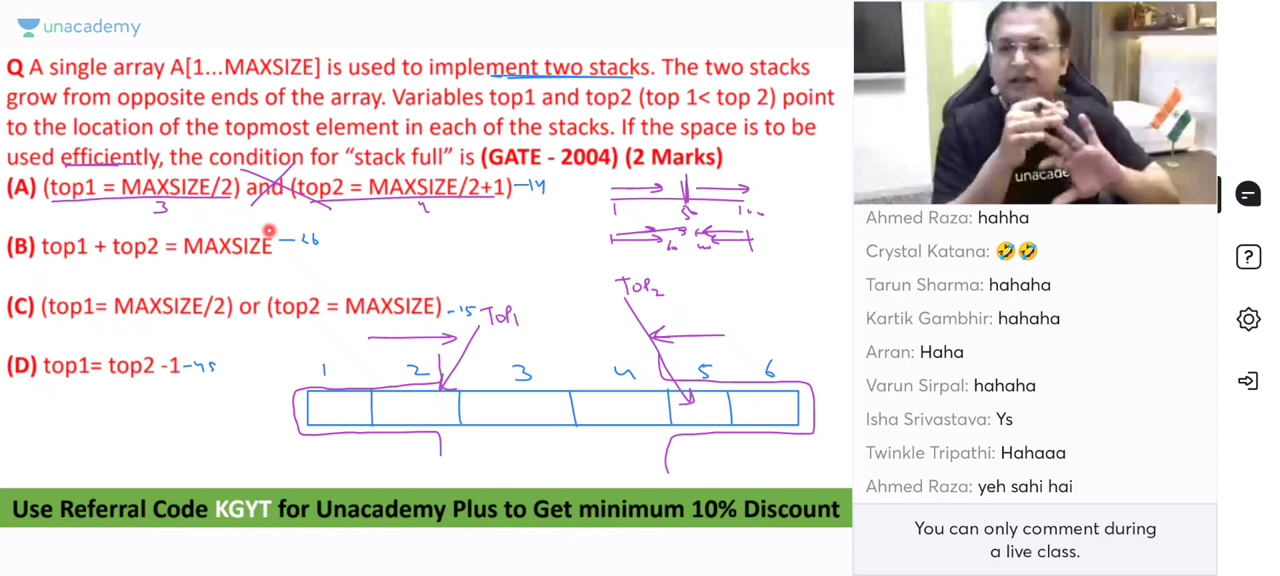 unacademy
Q A single array A[1...MAXSIZE] is used to implement two stacks. The two stacks
grow from opposite ends of the array. Variables top1 and top2 (top 1< top 2) point
to the location of the topmost element in each of the stacks. If the space is to be
used efficiently, the condition for “stack full” is (GATE - 2004) (2 Marks)
(A) (top1 = MAXSIZE/2) and (top2 = MAXSIZE/2+1) -14
3 4
1 50 100
60 40
(B) top1 + top2 = MAXSIZE -26
(C) (top1= MAXSIZE/2) or (top2 = MAXSIZE) -15
TOP1
TOP2
(D) top1= top2 -1 -45
1 2 3 4 5 6
Use Referral Code KGYT for Unacademy Plus to Get minimum 10% Discount
unacade
Ahmed Raza: hahha
Crystal Katana: 🤣🤣
Tarun Sharma: hahaha
Kartik Gambhir: hahaha
Arran: Haha
Varun Sirpal: hahaha
Isha Srivastava: Ys
Twinkle Tripathi: Hahaaa
Ahmed Raza: yeh sahi hai
You can only comment during
a live class.